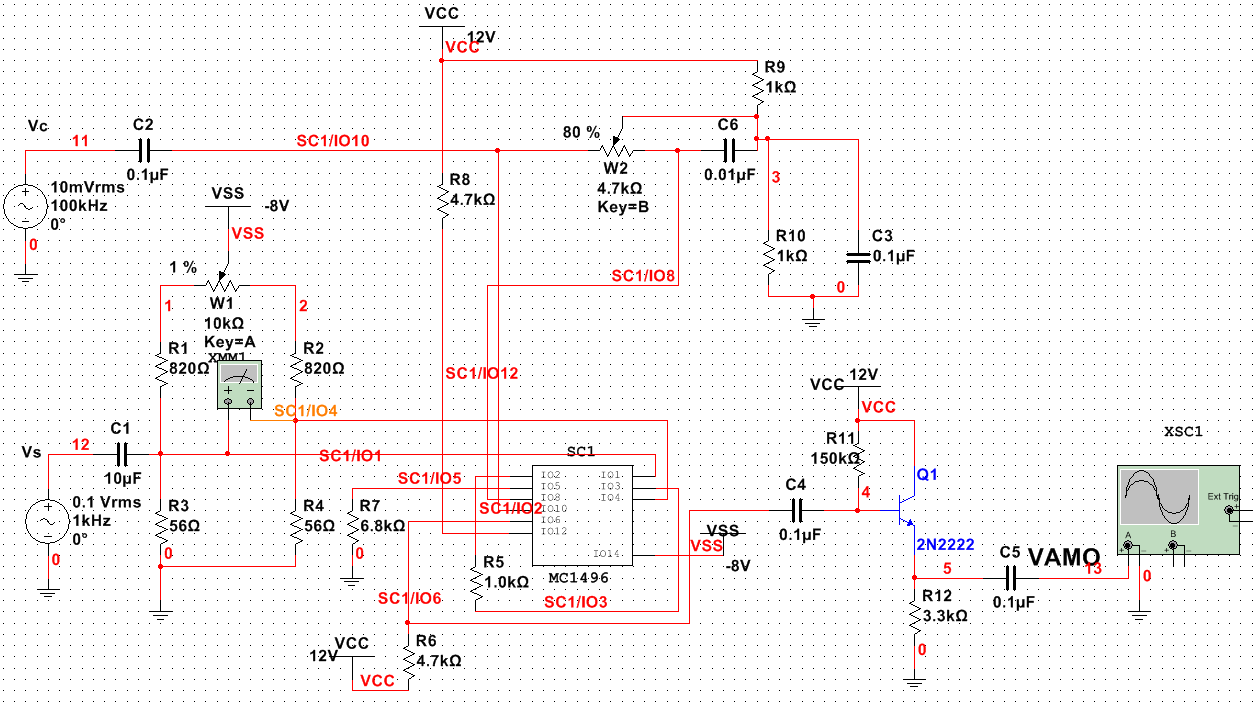 VCC
12V
VCC
R9
1kΩ
Vc
11
C2
0.1µF
SC1/IO10
80 %
W2
4.7kΩ
Key=B
C6
0.01µF
3
10mVrms
100kHz
0°
0
VSS
-8V
VSS
R8
4.7kΩ
R10
1kΩ
C3
0.1µF
0
1 %
W1
10kΩ
Key=A
1
2
SC1/IO8
R1
820Ω
XMM1
R2
820Ω
SC1/IO12
SC1/IO4
Vs
12
C1
10µF
SC1/IO1
0.1 Vrms
1kHz
0°
0
R3
56Ω
0
R4
56Ω
SC1/IO5
R7
6.8kΩ
0
SC1
SC1/IO2
IO2
IO5
IO8
IO10
IO6
IO12
IO1
IO3
IO4
IO14
MC1496
R5
1.0kΩ
SC1/IO3
SC1/IO6
VCC
12V
VCC
R6
4.7kΩ
VSS
VSS
-8V
C4
0.1µF
VCC
12V
VCC
R11
150kΩ
4
Q1
2N2222
5
C5
0.1µF
VAMO
13
R12
3.3kΩ
0
XSC1
Ext Trig
A
B
0